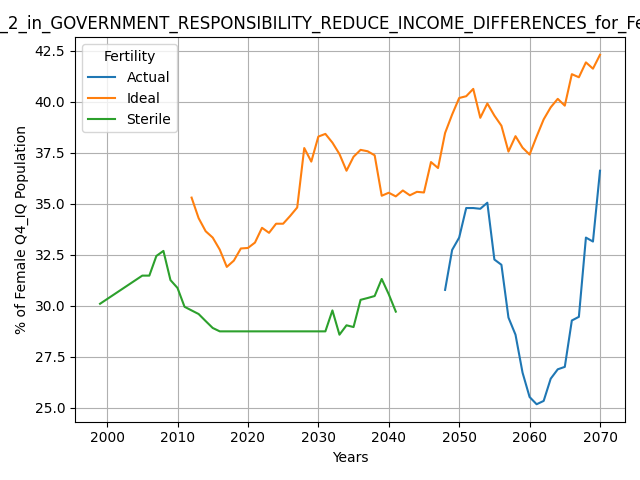 _2_in_GOVERNMENT_RESPONSIBILITY_REDUCE_INCOME_DIFFERENCES_for_Fe
Fertility
Actual
Ideal
Sterile
% of Female Q4_IQ Population
42.5
40.0
37.5
35.0
32.5
30.0
27.5
25.0
2000
2010
2020
2030
2040
2050
2060
2070
Years